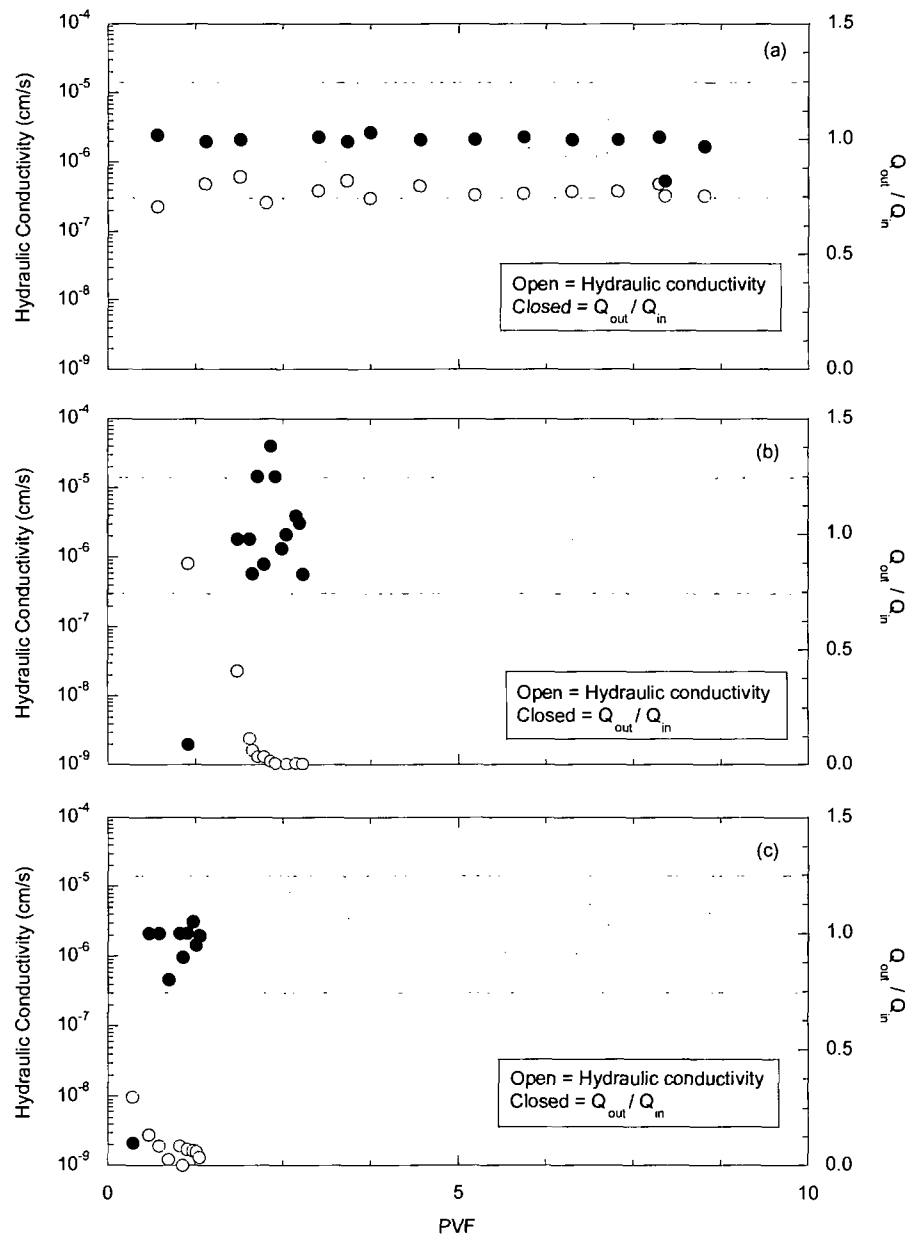 (a)
Hydraulic Conductivity (cm/s)
10^-4
10^-5
10^-6
10^-7
10^-8
10^-9
1.5
1.0
0.5
0.0
Q_out / Q_in
Open = Hydraulic conductivity
Closed = Q_out / Q_in
(b)
Hydraulic Conductivity (cm/s)
10^-4
10^-5
10^-6
10^-7
10^-8
10^-9
1.5
1.0
0.5
0.0
Q_out / Q_in
Open = Hydraulic conductivity
Closed = Q_out / Q_in
(c)
Hydraulic Conductivity (cm/s)
10^-4
10^-5
10^-6
10^-7
10^-8
10^-9
1.5
1.0
0.5
0.0
Q_out / Q_in
Open = Hydraulic conductivity
Closed = Q_out / Q_in
0 5 10
PVF